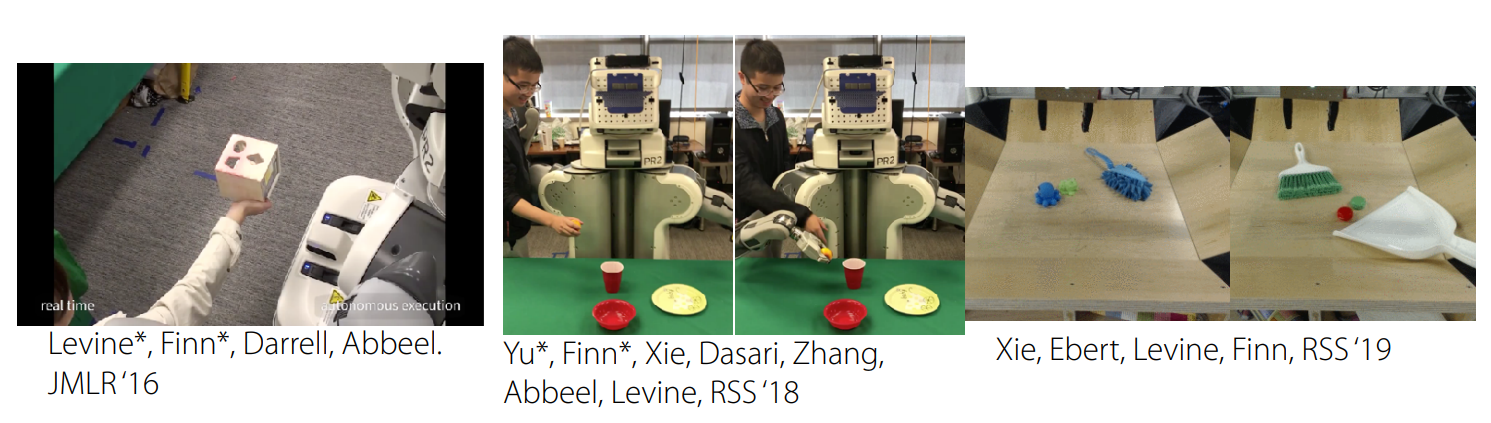 PR2
real time
autonomous execution
Levine*, Finn*, Darrell, Abbeel.
JMLR ‘16
PR2
PR2
Yu*, Finn*, Xie, Dasari, Zhang,
Abbeel, Levine, RSS ‘18
Xie, Ebert, Levine, Finn, RSS ‘19